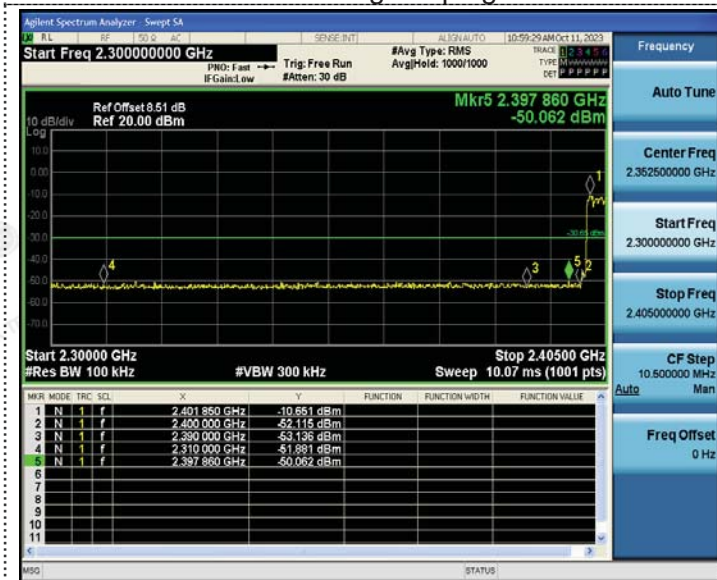 Agilent Spectrum Analyzer - Swept SA
RL RF 50 Ω AC SENSE:INT ALIGN AUTO 10:59:29 AM Oct 11, 2023
Start Freq 2.300000000 GHz
PNO: Fast Trig: Free Run #Avg Type: RMS TRACE 1 2 3 4 5 6
IFGain:Low #Atten: 30 dB Avg|Hold: 1000/1000 TYPE M
DET P P P P P P
Mkr5 2.397 860 GHz
-50.062 dBm
Ref Offset 8.51 dB
10 dB/div Ref 20.00 dBm
Log
10.0
0.00
-10.0
-20.0
-30.0
-40.0
-50.0
-60.0
-70.0
1
-30.65 dBm
4
3
5
2
Start 2.30000 GHz Stop 2.40500 GHz
#Res BW 100 kHz #VBW 300 kHz Sweep 10.07 ms (1001 pts)
MKR MODE TRC SCL X Y FUNCTION FUNCTION WIDTH FUNCTION VALUE
1 N 1 f 2.401 850 GHz -10.651 dBm
2 N 1 f 2.400 000 GHz -52.115 dBm
3 N 1 f 2.390 000 GHz -53.136 dBm
4 N 1 f 2.310 000 GHz -51.881 dBm
5 N 1 f 2.397 860 GHz -50.062 dBm
6
7
8
9
10
11
MSG STATUS
Frequency
Auto Tune
Center Freq
2.352500000 GHz
Start Freq
2.300000000 GHz
Stop Freq
2.405000000 GHz
CF Step
10.500000 MHz
Auto Man
Freq Offset
0 Hz